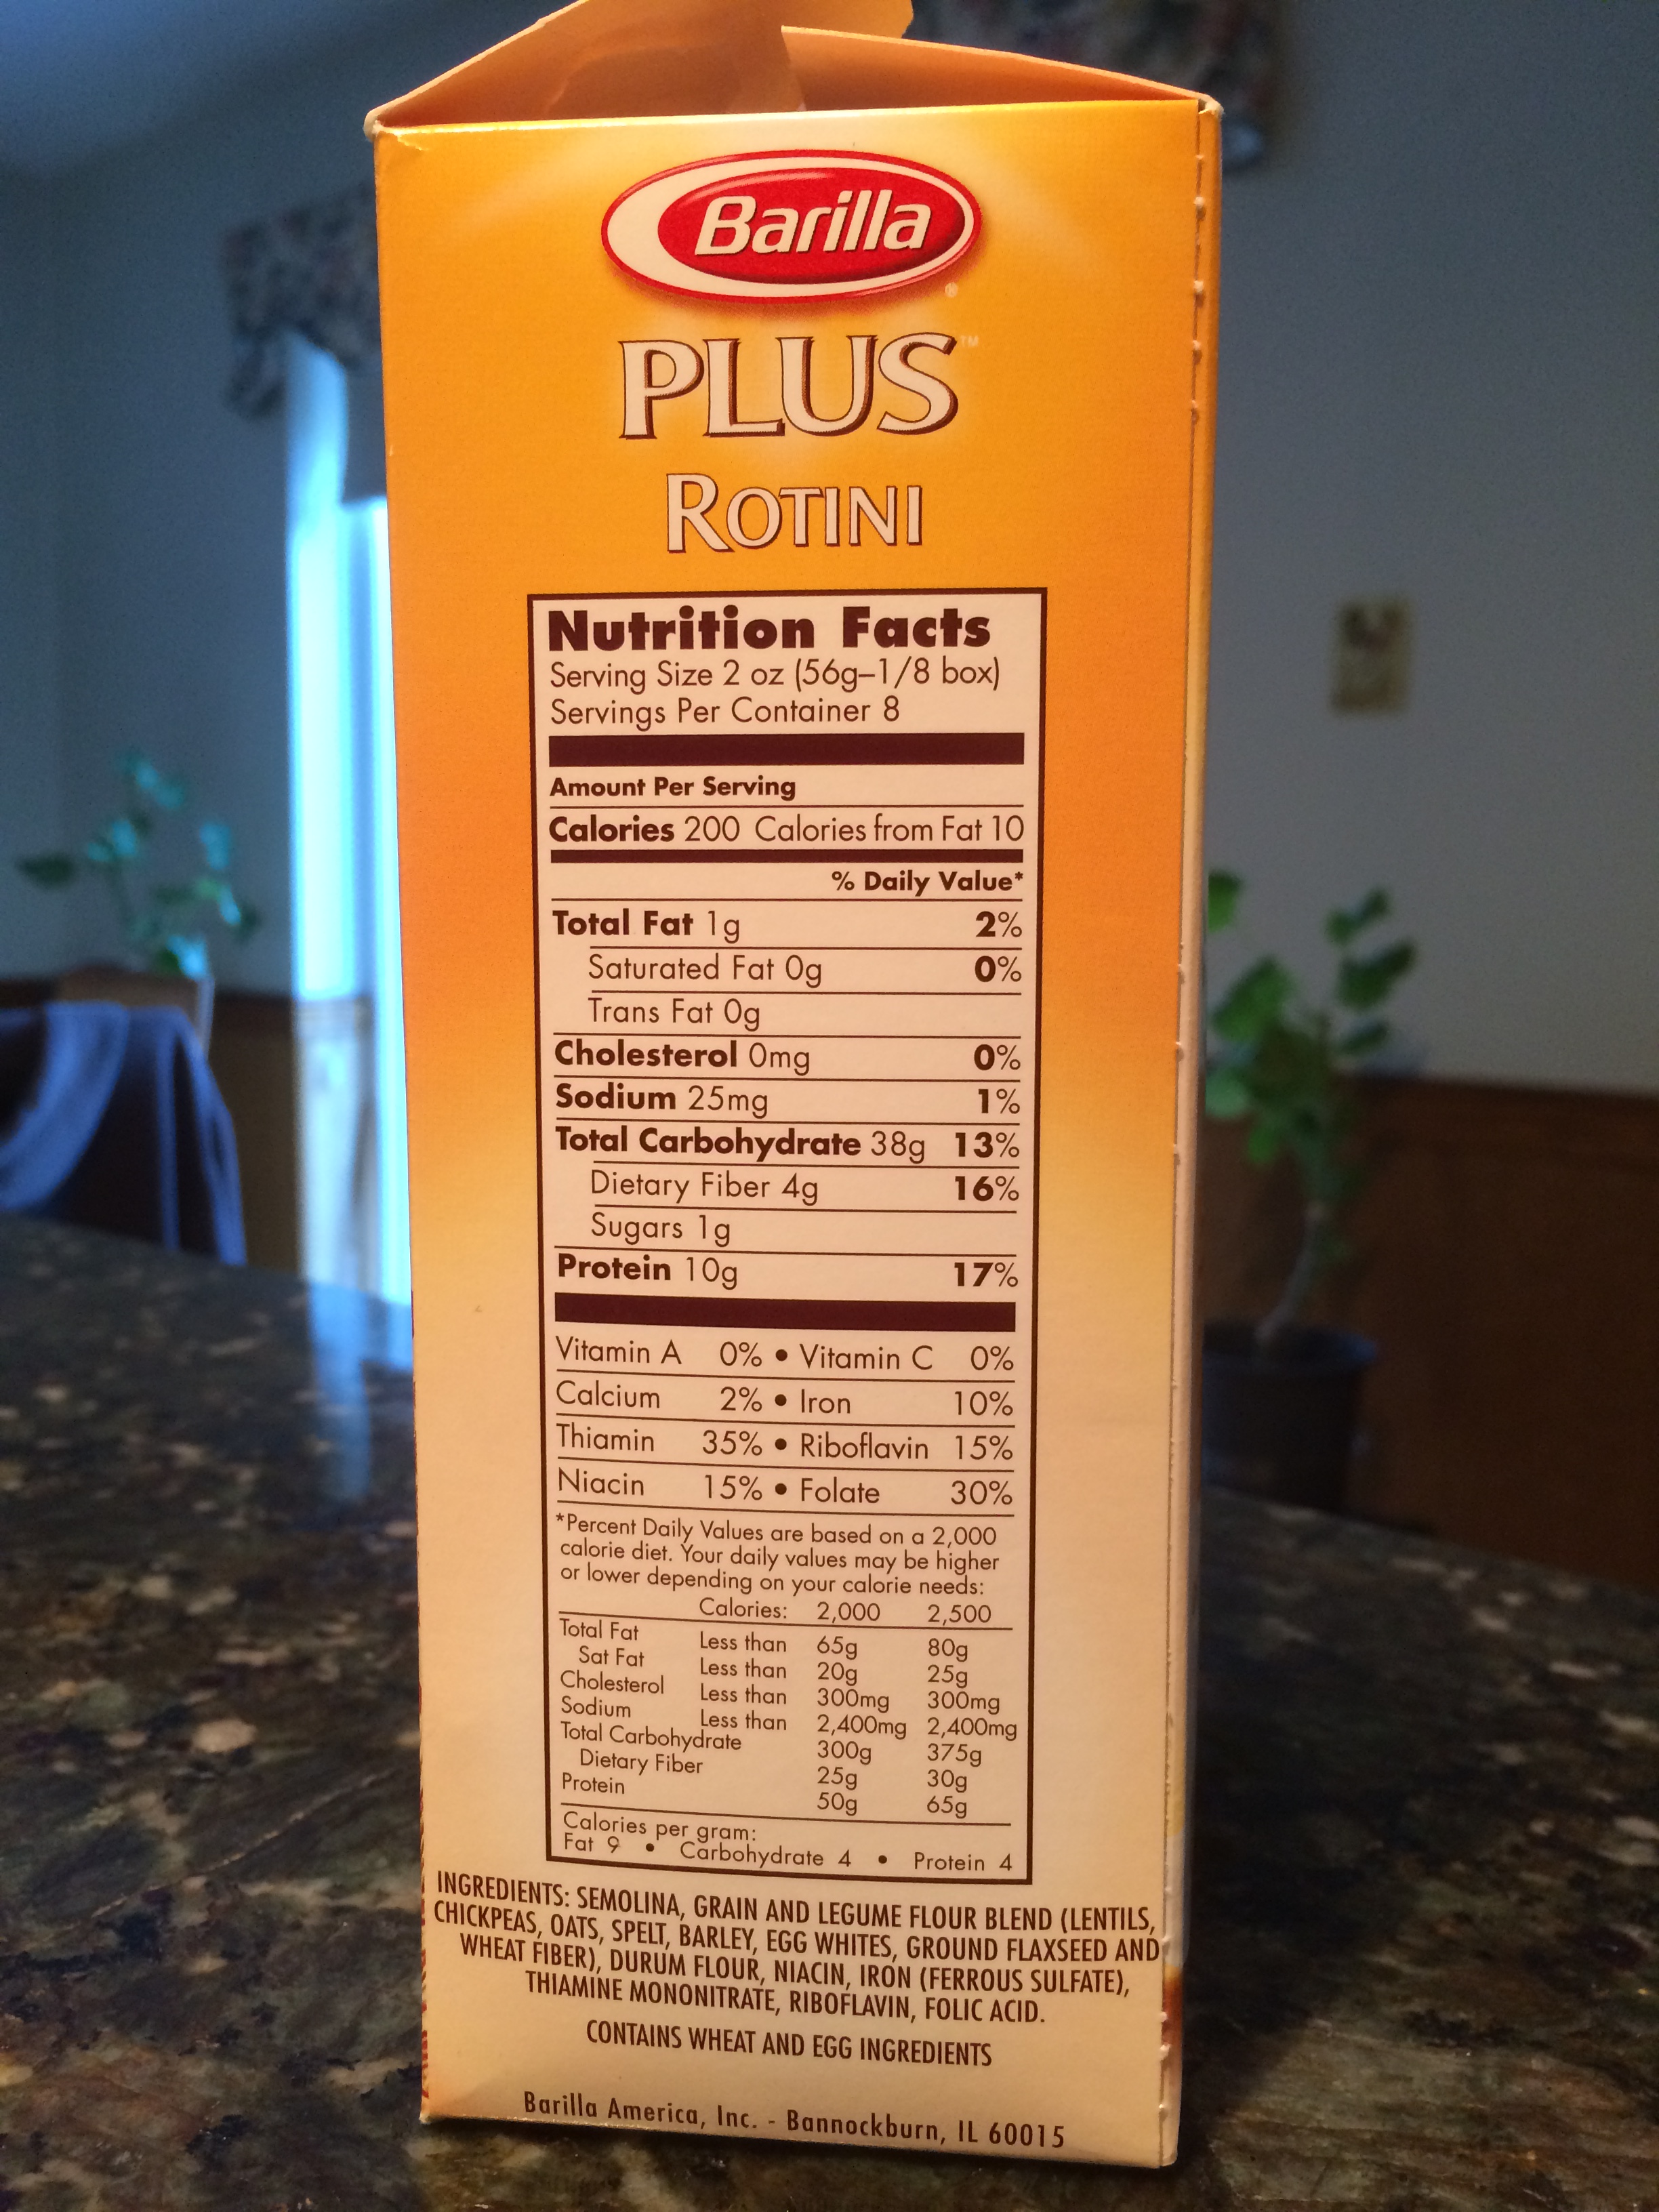 Barilla
®
PLUS™
ROTINI
Nutrition Facts
Serving Size 2 oz (56g–1/8 box)
Servings Per Container 8
Amount Per Serving
Calories 200 Calories from Fat 10
% Daily Value*
Total Fat 1g 2%
Saturated Fat 0g 0%
Trans Fat 0g
Cholesterol 0mg 0%
Sodium 25mg 1%
Total Carbohydrate 38g 13%
Dietary Fiber 4g 16%
Sugars 1g
Protein 10g 17%
Vitamin A 0% • Vitamin C 0%
Calcium 2% • Iron 10%
Thiamin 35% • Riboflavin 15%
Niacin 15% • Folate 30%
*Percent Daily Values are based on a 2,000
calorie diet. Your daily values may be higher
or lower depending on your calorie needs:
Calories: 2,000 2,500
Total Fat Less than 65g 80g
Sat Fat Less than 20g 25g
Cholesterol Less than 300mg 300mg
Sodium Less than 2,400mg 2,400mg
Total Carbohydrate 300g 375g
Dietary Fiber 25g 30g
Protein 50g 65g
Calories per gram:
Fat 9 • Carbohydrate 4 • Protein 4
INGREDIENTS: SEMOLINA, GRAIN AND LEGUME FLOUR BLEND (LENTILS,
CHICKPEAS, OATS, SPELT, BARLEY, EGG WHITES, GROUND FLAXSEED AND
WHEAT FIBER), DURUM FLOUR, NIACIN, IRON (FERROUS SULFATE),
THIAMINE MONONITRATE, RIBOFLAVIN, FOLIC ACID.
CONTAINS WHEAT AND EGG INGREDIENTS
Barilla America, Inc. - Bannockburn, IL 60015